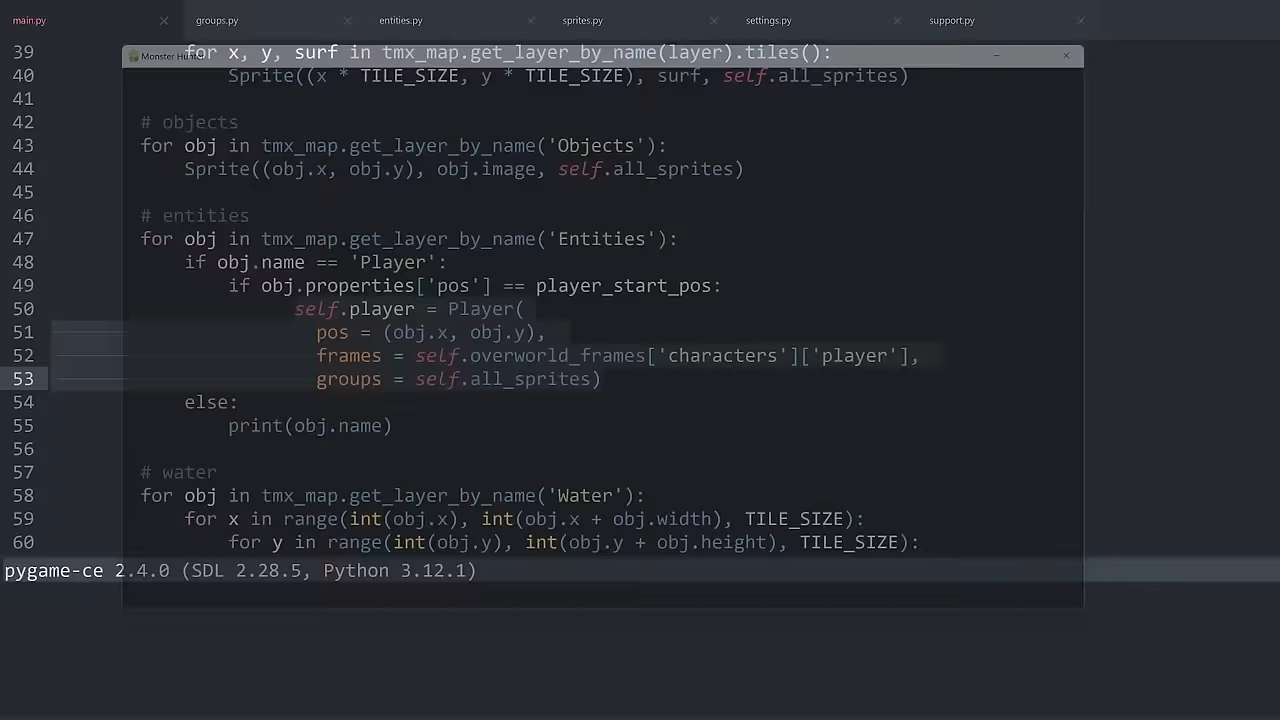 main.py groups.py entities.py sprites.py settings.py support.py
39 for x, y, surf in tmx_map.get_layer_by_name(layer).tiles():
Monster Hunter
40 Sprite((x * TILE_SIZE, y * TILE_SIZE), surf, self.all_sprites)
41
42 # objects
43 for obj in tmx_map.get_layer_by_name('Objects'):
44 Sprite((obj.x, obj.y), obj.image, self.all_sprites)
45
46 # entities
47 for obj in tmx_map.get_layer_by_name('Entities'):
48 if obj.name == 'Player':
49 if obj.properties['pos'] == player_start_pos:
50 self.player = Player(
51 pos = (obj.x, obj.y),
52 frames = self.overworld_frames['characters']['player'],
53 groups = self.all_sprites)
54 else:
55 print(obj.name)
56
57 # water
58 for obj in tmx_map.get_layer_by_name('Water'):
59 for x in range(int(obj.x), int(obj.x + obj.width), TILE_SIZE):
60 for y in range(int(obj.y), int(obj.y + obj.height), TILE_SIZE):
pygame-ce 2.4.0 (SDL 2.28.5, Python 3.12.1)